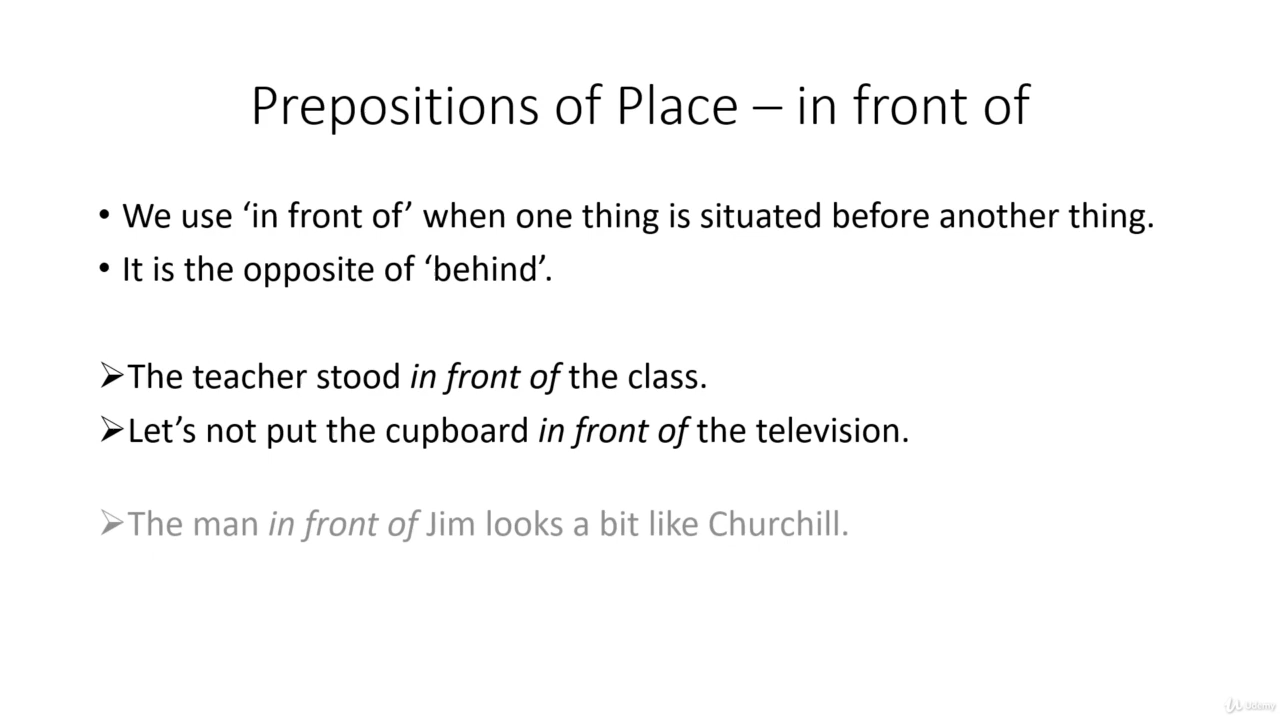 Prepositions of Place – in front of
• We use ‘in front of’ when one thing is situated before another thing.
• It is the opposite of ‘behind’.
➢The teacher stood in front of the class.
➢Let’s not put the cupboard in front of the television.
➢The man in front of Jim looks a bit like Churchill.
Udemy